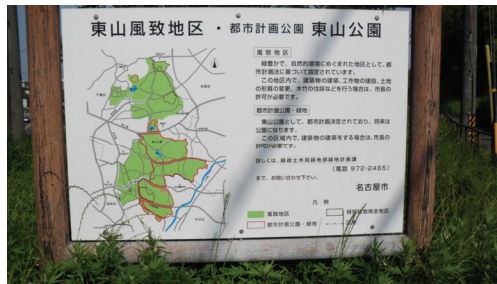 東山風致地区・都市計画公園 東山公園
風致地区
緑豊かで、自然的環境にめぐまれた地区として、都
市計画法に基づいて指定されています。
この地区内で、建築物の建築、工作物の建設、土地
の形質の変更、木竹の伐採などを行う場合は、市長の
許可が必要です。
都市計画公園・緑地
東山公園として、都市計画決定されており、将来は
公園になります。
この区域内で、建築物の建築をする場合は、市長の
許可が必要です。
詳しくは、緑政土木局緑地部緑地計画課
(電話 972-2465)
まで、お問い合わせ下さい。
名古屋市
凡例
風致地区
特別緑地保全地区
都市計画公園・緑地